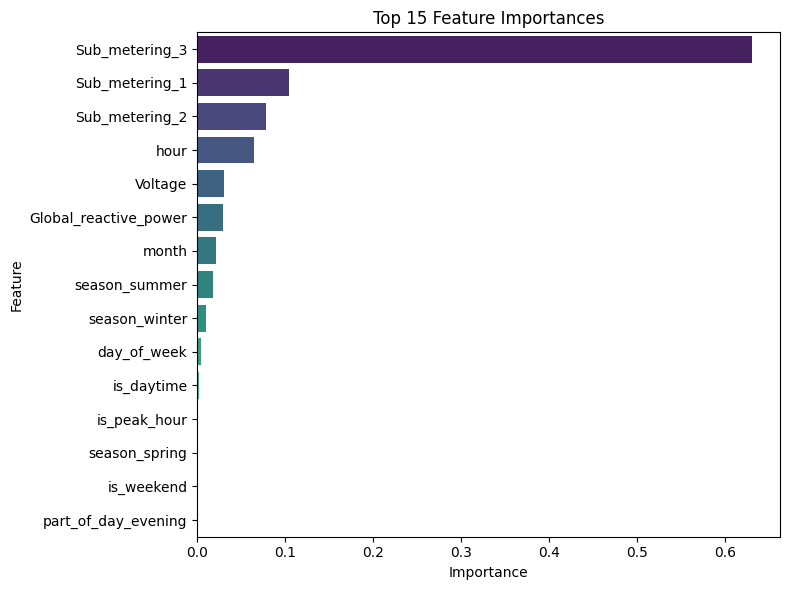 Top 15 Feature Importances
Feature
Sub_metering_3
Sub_metering_1
Sub_metering_2
hour
Voltage
Global_reactive_power
month
season_summer
season_winter
day_of_week
is_daytime
is_peak_hour
season_spring
is_weekend
part_of_day_evening
0.0 0.1 0.2 0.3 0.4 0.5 0.6
Importance